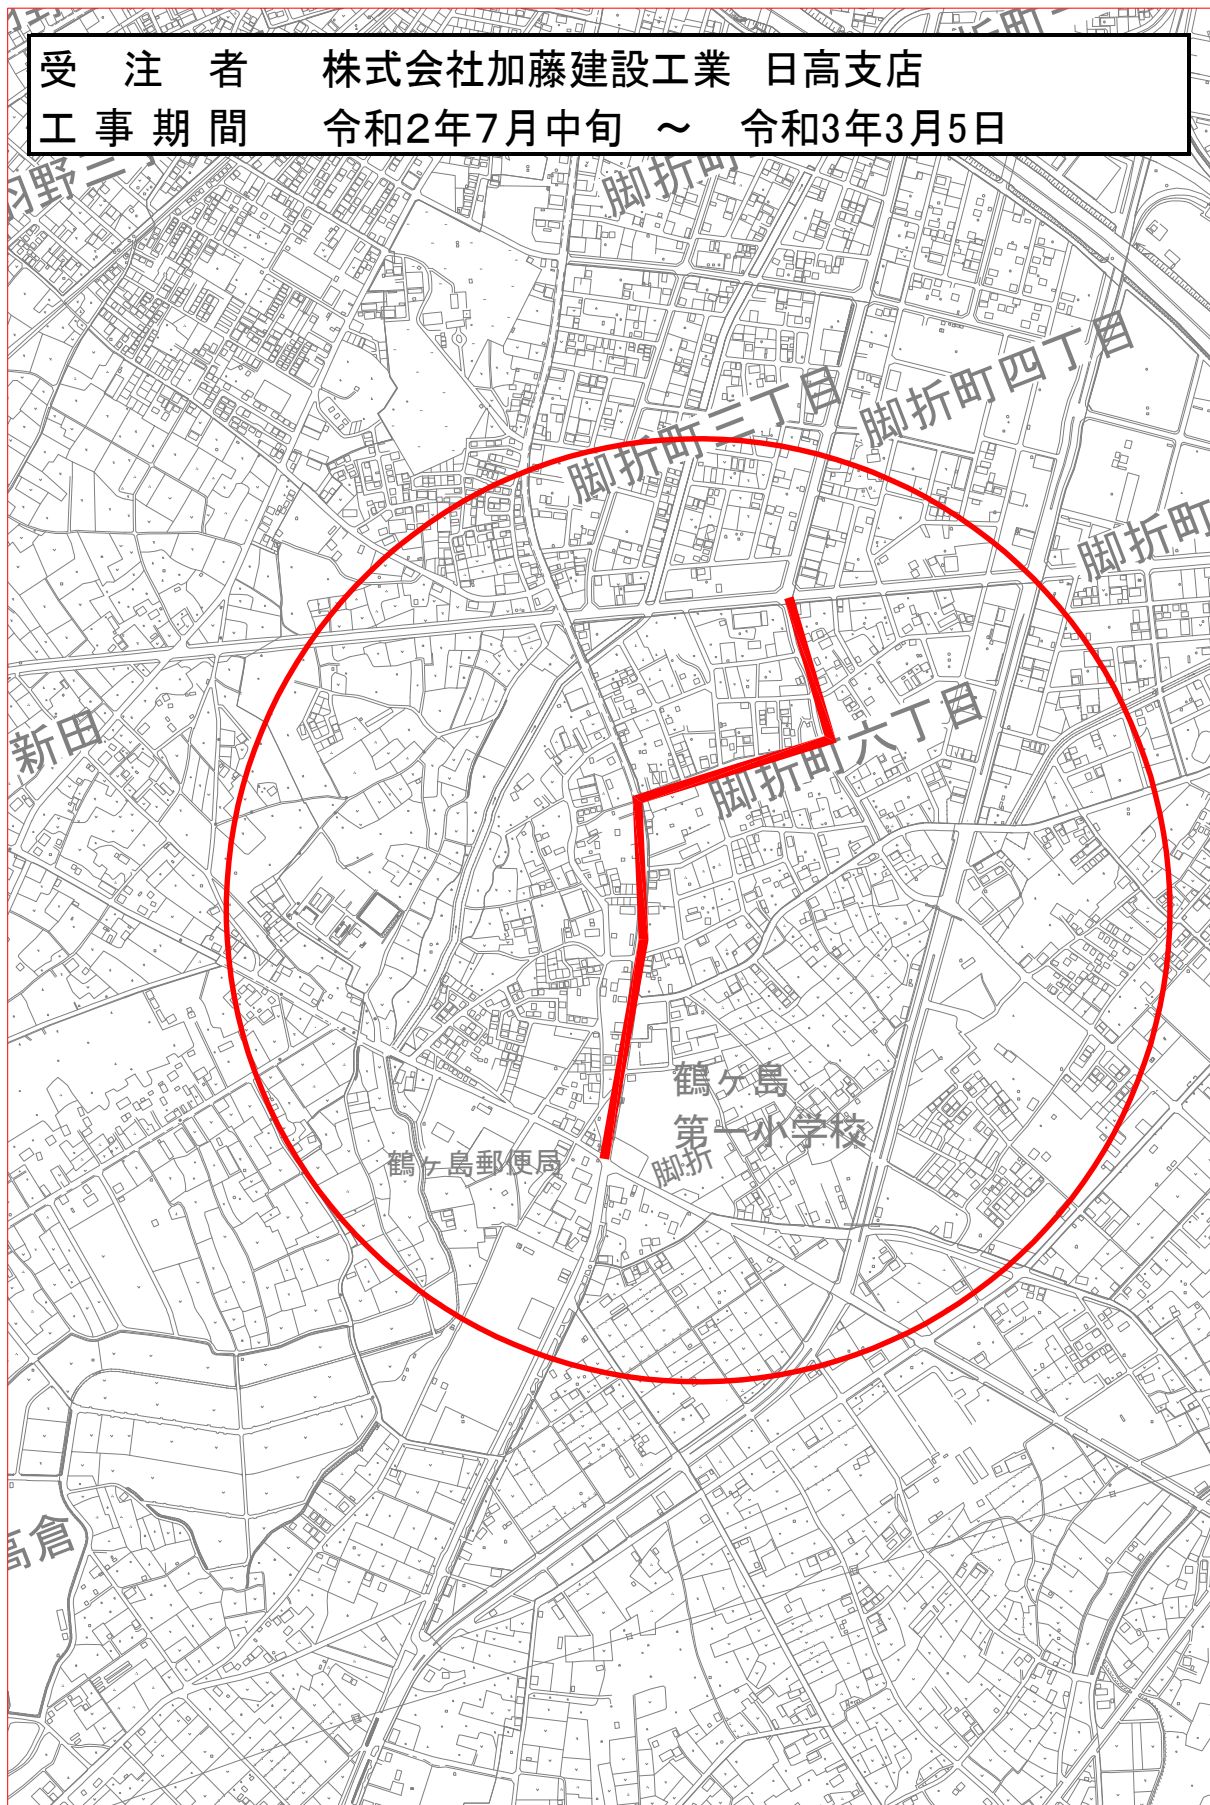 受　注　者　　株式会社加藤建設工業　日高支店
工 事 期 間　　令和2年7月中旬　～　令和3年3月5日
脚折町
脚折町四丁目
脚折町三丁目
脚折町
新田
脚折町六丁目
鶴ヶ島
第一小学校
鶴ヶ島郵便局
脚折
高倉